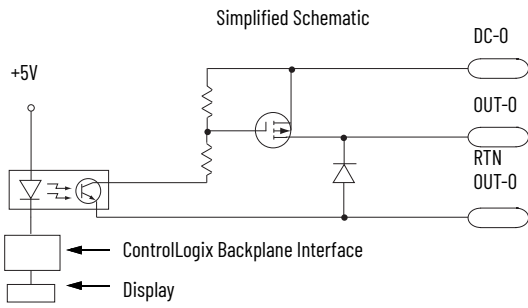 Simplified Schematic
DC-0
+5V
OUT-0
RTN
OUT-0
ControlLogix Backplane Interface
Display